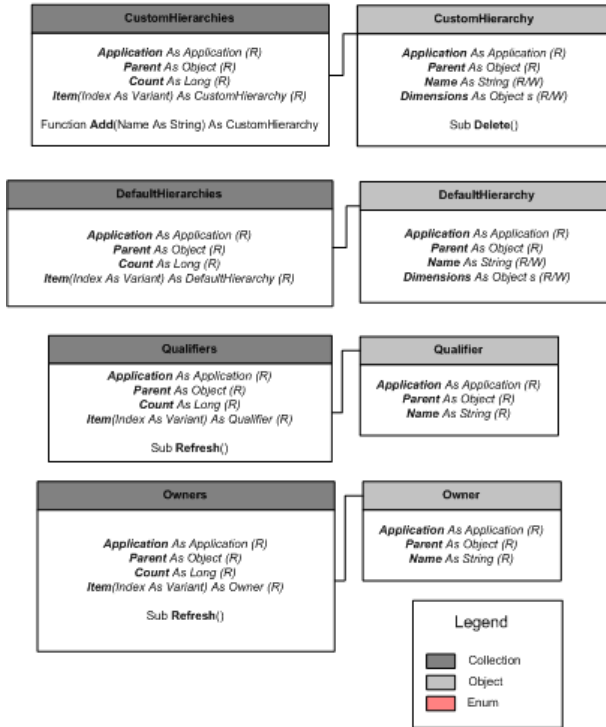 CustomHierarchies
Application As Application (R)
Parent As Object (R)
Count As Long (R)
Item(Index As Variant) As CustomHierarchy (R)
Function Add(Name As String) As CustomHierarchy
CustomHierarchy
Application As Application (R)
Parent As Object (R)
Name As String (R/W)
Dimensions As Object s (R/W)
Sub Delete()
DefaultHierarchies
Application As Application (R)
Parent As Object (R)
Count As Long (R)
Item(Index As Variant) As DefaultHierarchy (R)
DefaultHierarchy
Application As Application (R)
Parent As Object (R)
Name As String (R/W)
Dimensions As Object s (R/W)
Qualifiers
Application As Application (R)
Parent As Object (R)
Count As Long (R)
Item(Index As Variant) As Qualifier (R)
Sub Refresh()
Qualifier
Application As Application (R)
Parent As Object (R)
Name As String (R)
Owners
Application As Application (R)
Parent As Object (R)
Count As Long (R)
Item(Index As Variant) As Owner (R)
Sub Refresh()
Owner
Application As Application (R)
Parent As Object (R)
Name As String (R)
Legend
Collection
Object
Enum